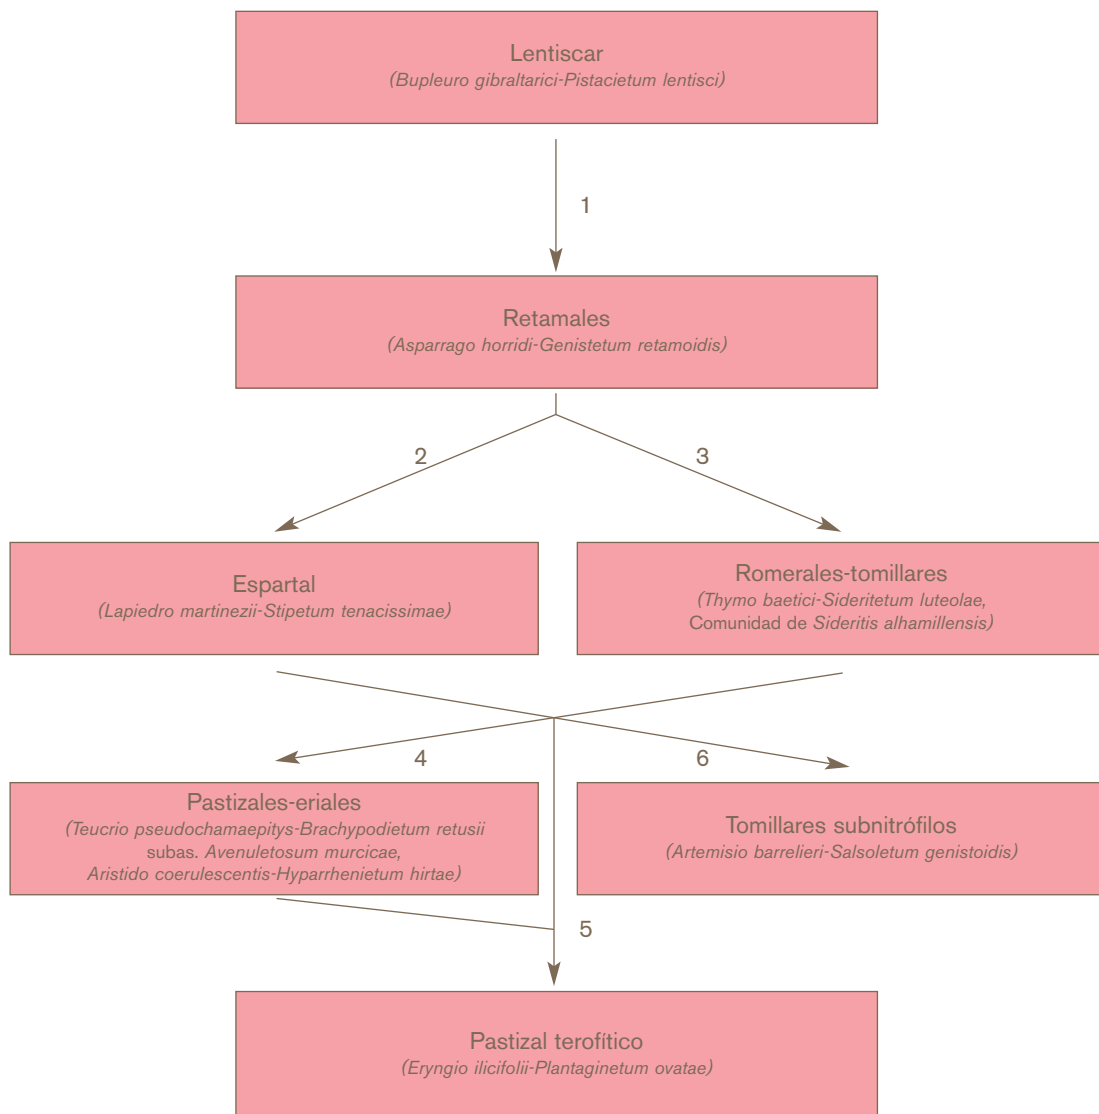 Lentiscar
(Bupleuro gibraltarici-Pistacietum lentisci)
1
Retamales
(Asparrago horridi-Genistetum retamoidis)
2
3
Espartal
(Lapiedro martinezii-Stipetum tenacissimae)
Romerales-tomillares
(Thymo baetici-Sideritetum luteolae,
Comunidad de Sideritis alhamillensis)
4
6
Pastizales-eriales
(Teucrio pseudochamaepitys-Brachypodietum retusii
subas. Avenuletosum murcicae,
Aristido coerulescentis-Hyparrhenietum hirtae)
Tomillares subnitrófilos
(Artemisio barrelieri-Salsoletum genistoidis)
5
Pastizal terofítico
(Eryngio ilicifolii-Plantaginetum ovatae)